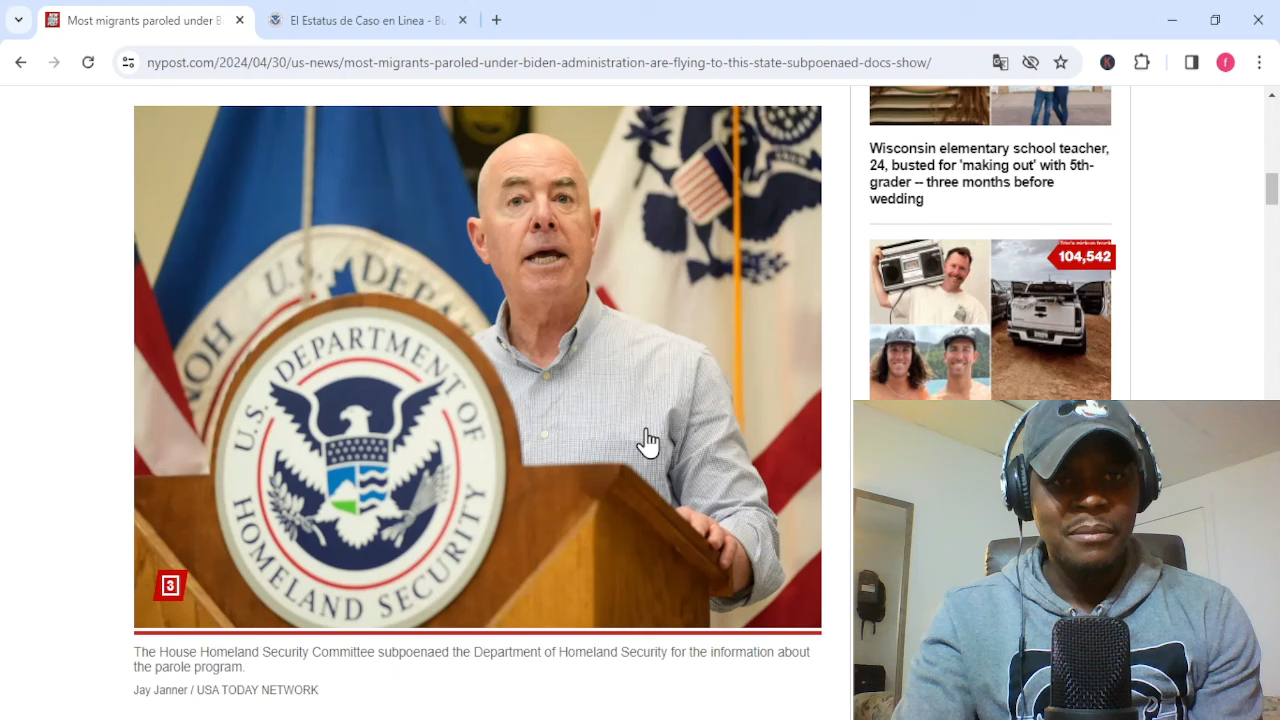 Most migrants paroled under B
El Estatus de Caso en Linea - Bu
nypost.com/2024/04/30/us-news/most-migrants-paroled-under-biden-administration-are-flying-to-this-state-subpoenaed-docs-show/
K
f
U.S. DEPA
HO
U.S. DEPARTMENT OF
HOMELAND SECURITY
3
The House Homeland Security Committee subpoenaed the Department of Homeland Security for the information about
the parole program.
Jay Janner / USA TODAY NETWORK
Wisconsin elementary school teacher,
24, busted for 'making out' with 5th-
grader -- three months before
wedding
104,542